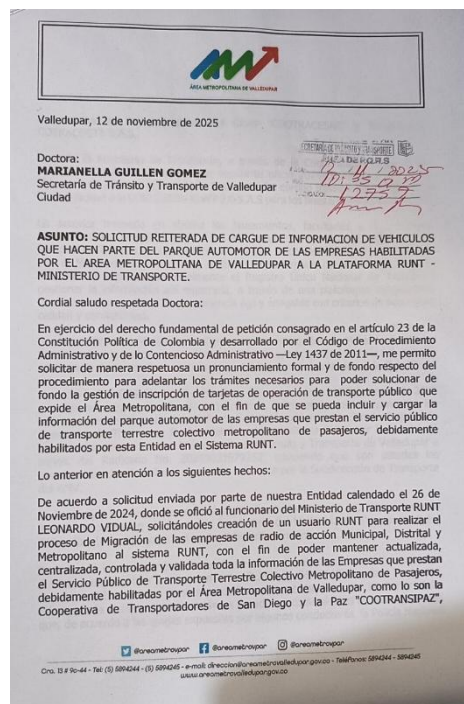 ÁREA METROPOLITANA DE VALLEDUPAR
Valledupar, 12 de noviembre de 2025
Doctora:
MARIANELLA GUILLEN GOMEZ
Secretaría de Tránsito y Transporte de Valledupar
Ciudad
ASUNTO: SOLICITUD REITERADA DE CARGUE DE INFORMACION DE VEHICULOS
QUE HACEN PARTE DEL PARQUE AUTOMOTOR DE LAS EMPRESAS HABILITADAS
POR EL AREA METROPOLITANA DE VALLEDUPAR A LA PLATAFORMA RUNT -
MINISTERIO DE TRANSPORTE.
Cordial saludo respetada Doctora:
En ejercicio del derecho fundamental de petición consagrado en el artículo 23 de la
Constitución Política de Colombia y desarrollado por el Código de Procedimiento
Administrativo y de lo Contencioso Administrativo —Ley 1437 de 2011—, me permito
solicitar de manera respetuosa un pronunciamiento formal y de fondo respecto del
procedimiento para adelantar los trámites necesarios para poder solucionar de
fondo la gestión de inscripción de tarjetas de operación de transporte público que
expide el Área Metropolitana, con el fin de que se pueda incluir y cargar la
información del parque automotor de las empresas que prestan el servicio público
de transporte terrestre colectivo metropolitano de pasajeros, debidamente
habilitados por esta Entidad en el Sistema RUNT.
Lo anterior en atención a los siguientes hechos:
De acuerdo a solicitud enviada por parte de nuestra Entidad calendado el 26 de
Noviembre de 2024, donde se ofició al funcionario del Ministerio de Transporte RUNT
LEONARDO VIDUAL, solicitándoles creación de un usuario RUNT para realizar el
proceso de Migración de las empresas de radio de acción Municipal, Distrital y
Metropolitano al sistema RUNT, con el fin de poder mantener actualizada,
centralizada, controlada y validada toda la información de las Empresas que prestan
el Servicio Público de Transporte Terrestre Colectivo Metropolitano de Pasajeros,
debidamente habilitadas por el Área Metropolitana de Valledupar, como lo son la
Cooperativa de Transportadores de San Diego y la Paz "COOTRANSIPAZ",
@areametrovpar @areametrovpar @areametrovpar
Cra. 13 # 9c-44 - Tel: (5) 5894244 - (5) 5894245 - e-mail: direccion@areametrovalledupar.gov.co - Teléfonos: 5894244 - 5894245
www.areametrovalledupar.gov.co